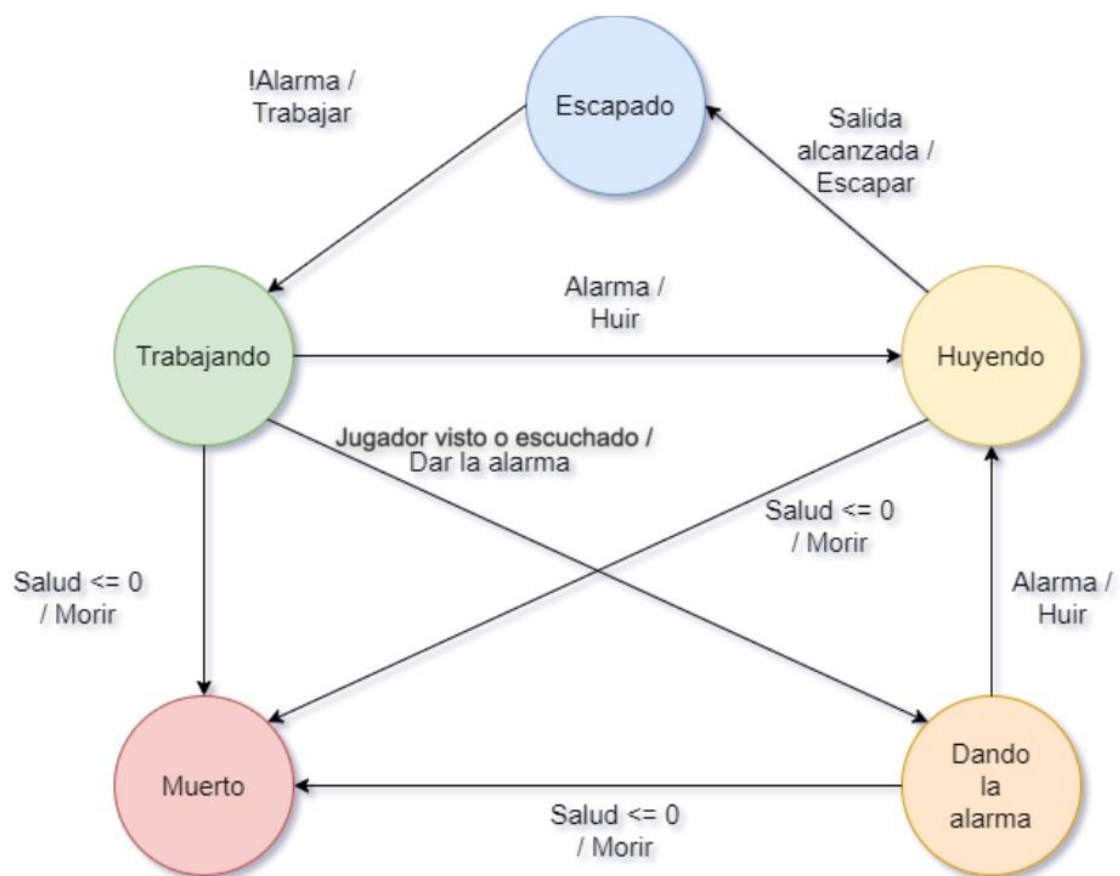 !Alarma /
Trabajar
Escapado
Salida
alcanzada /
Escapar
Alarma /
Huir
Trabajando
Huyendo
Jugador visto o escuchado /
Dar la alarma
Salud <= 0
/ Morir
Salud <= 0
/ Morir
Alarma /
Huir
Muerto
Dando
la
alarma
Salud <= 0
/ Morir